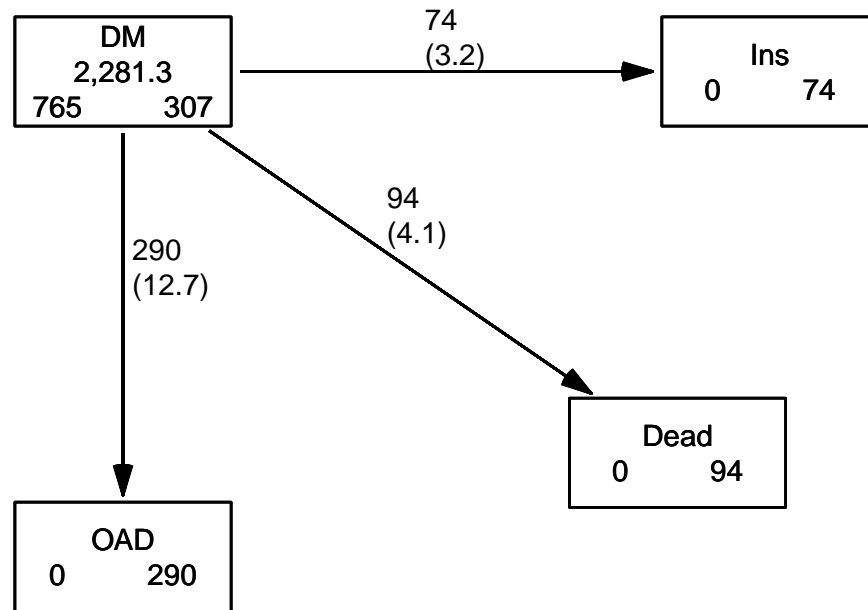 DM
2,281.3
765 307
74
(3.2)
Ins
0 74
94
(4.1)
290
(12.7)
Dead
0 94
OAD
0 290